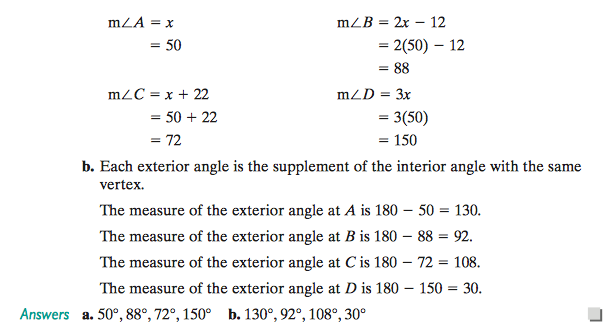 m∠A = x
= 50
m∠B = 2x − 12
= 2(50) − 12
= 88
m∠C = x + 22
= 50 + 22
= 72
m∠D = 3x
= 3(50)
= 150
b. Each exterior angle is the supplement of the interior angle with the same
vertex.
The measure of the exterior angle at A is 180 − 50 = 130.
The measure of the exterior angle at B is 180 − 88 = 92.
The measure of the exterior angle at C is 180 − 72 = 108.
The measure of the exterior angle at D is 180 − 150 = 30.
Answers a. 50°, 88°, 72°, 150° b. 130°, 92°, 108°, 30°